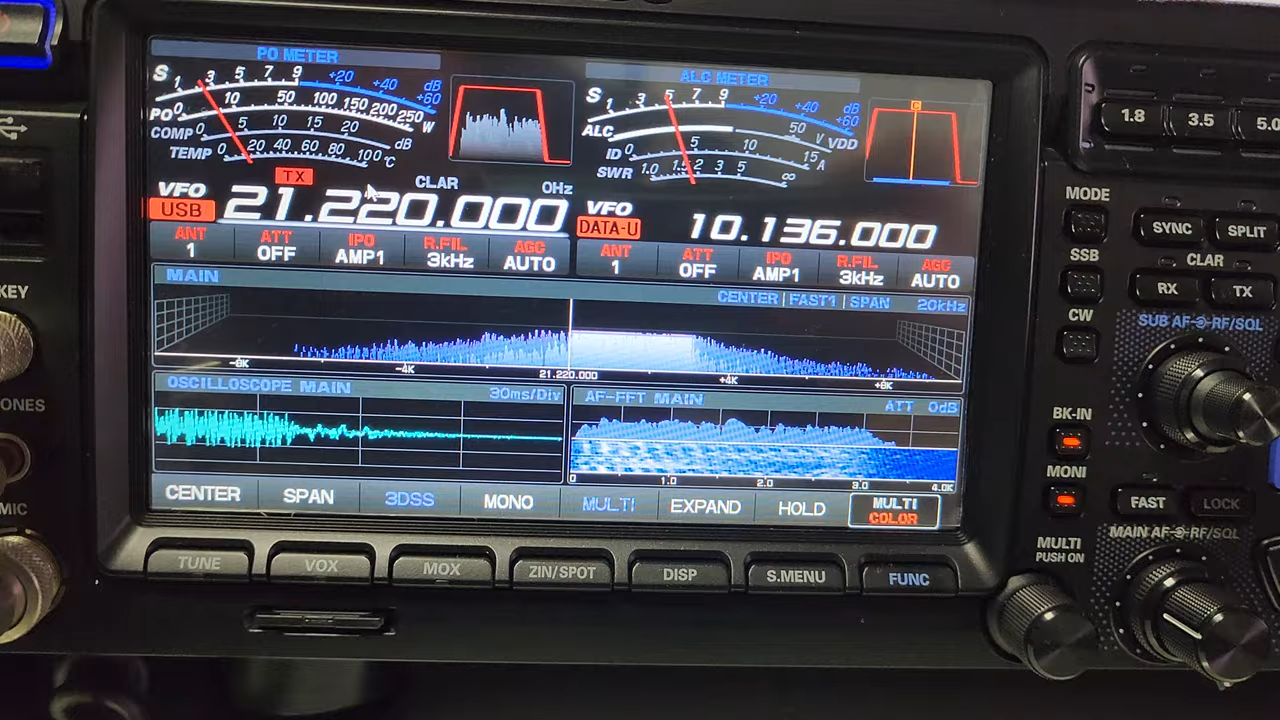 PO METER
S 1 3 5 7 9 +20 +40 +60 dB
PO 0 10 50 100 150 200 250 W
COMP 0 5 10 15 20 dB
TEMP 0 20 40 60 80 100 °C
ALC METER
S 1 3 5 7 9 +20 +40 +60 dB
ALC 50 V VDD
ID 0 5 10 15 A
SWR 1.0 1.5 2 3 5 ∞
C
TX
CLAR 0Hz
VFO
USB
21.220.000
VFO
DATA-U
10.136.000
ANT ATT IPO R.FIL AGC
1 OFF AMP1 3kHz AUTO
ANT ATT IPO R.FIL AGC
1 OFF AMP1 3kHz AUTO
MAIN
CENTER | FAST1 | SPAN 20kHz
-8K -4K 21.220.000 +4K +8K
OSCILLOSCOPE MAIN 30ms/Div
AF-FFT MAIN ATT 0dB
0 1.0 2.0 3.0 4.0K
CENTER SPAN 3DSS MONO MULTI EXPAND HOLD MULTI
COLOR
TUNE VOX MOX ZIN/SPOT DISP S.MENU FUNC
KEY
ONES
MIC
1.8 3.5 5.0
MODE
SYNC SPLIT
SSB
CLAR
RX TX
CW
SUB AF RF/SQL
BK-IN
MONI
FAST LOCK
MAIN AF RF/SQL
MULTI
PUSH ON